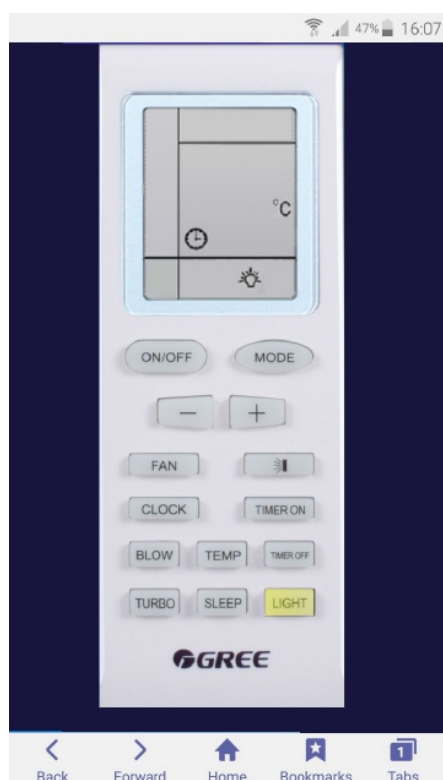 47% 16:07
°C
ON/OFF MODE
− +
FAN
CLOCK TIMER ON
BLOW TEMP TIMER OFF
TURBO SLEEP LIGHT
GREE
1
Back Forward Home Bookmarks Tabs